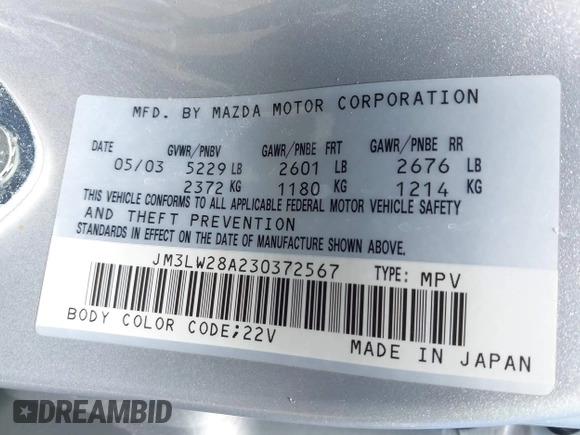 MFD. BY MAZDA MOTOR CORPORATION
DATE GVWR/PNBV GAWR/PNBE FRT GAWR/PNBE RR
05/03 5229 LB 2601 LB 2676 LB
2372 KG 1180 KG 1214 KG
THIS VEHICLE CONFORMS TO ALL APPLICABLE FEDERAL MOTOR VEHICLE SAFETY
AND THEFT PREVENTION
STANDARDS IN EFFECT ON THE DATE OF MANUFACTURE SHOWN ABOVE.
JM3LW28A230372567 TYPE: MPV
BODY COLOR CODE;22V
MADE IN JAPAN
DREAMBID